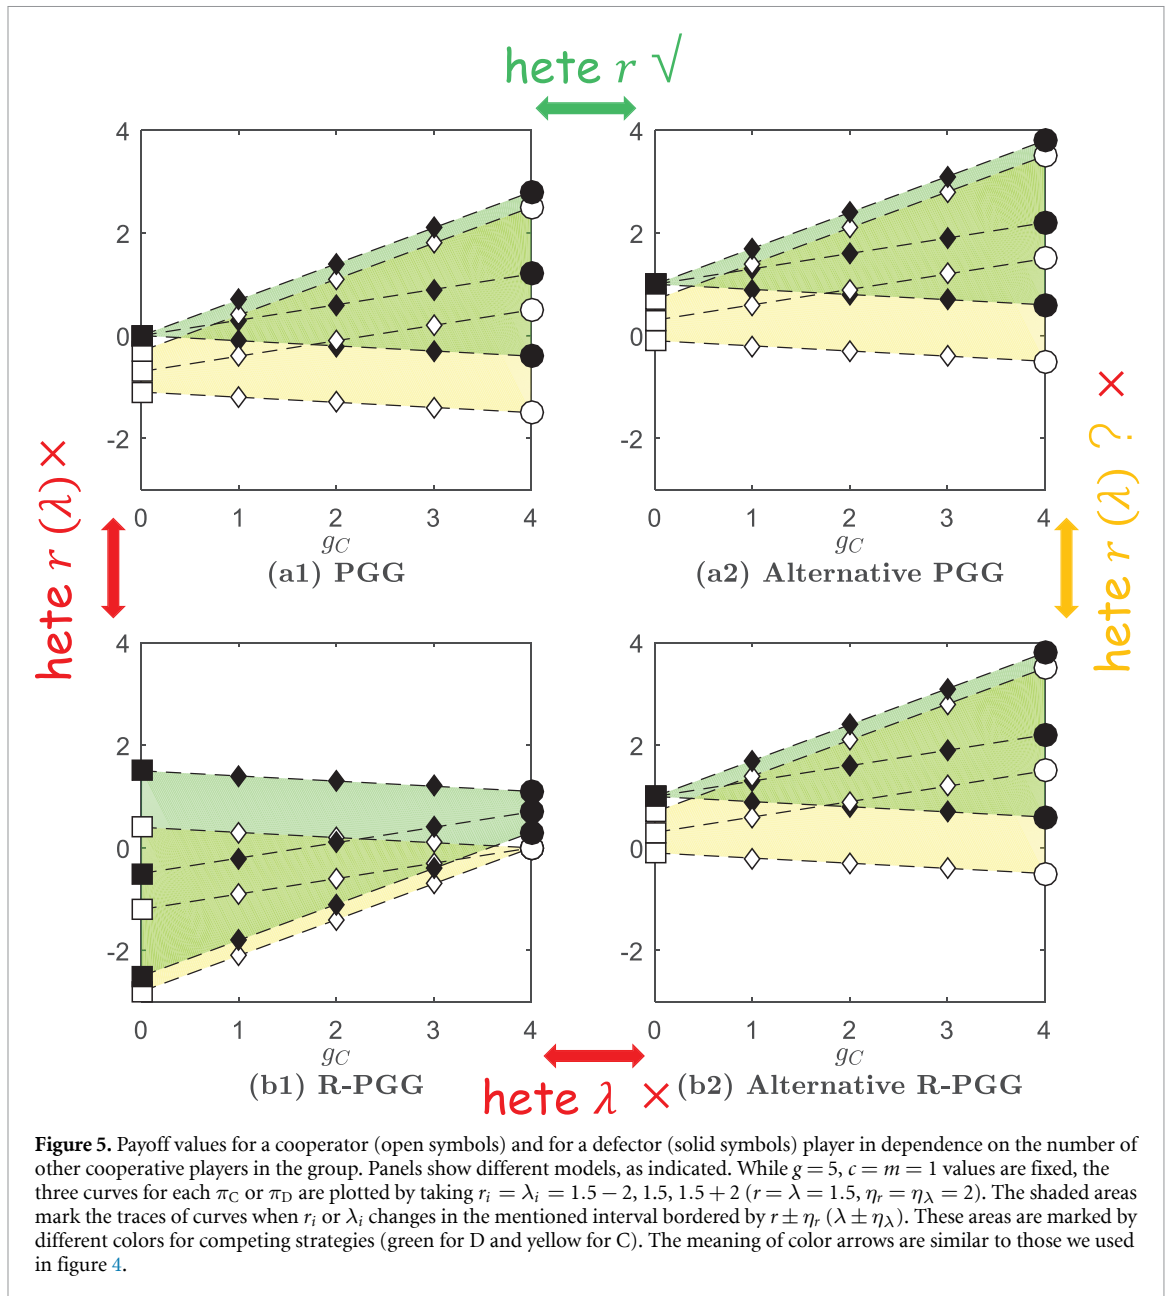 hete r √
4
2
0
-2
0 1 2 3 4
g_C
(a1) PGG
4
2
0
-2
0 1 2 3 4
g_C
(a2) Alternative PGG
hete r (λ) ×
hete r (λ) ? ×
4
2
0
-2
0 1 2 3 4
g_C
(b1) R-PGG
4
2
0
-2
0 1 2 3 4
g_C
(b2) Alternative R-PGG
hete λ ×
Figure 5. Payoff values for a cooperator (open symbols) and for a defector (solid symbols) player in dependence on the number of
other cooperative players in the group. Panels show different models, as indicated. While g = 5, c = m = 1 values are fixed, the
three curves for each π_C or π_D are plotted by taking r_i = λ_i = 1.5 − 2, 1.5, 1.5 + 2 (r = λ = 1.5, η_r = η_λ = 2). The shaded areas
mark the traces of curves when r_i or λ_i changes in the mentioned interval bordered by r ± η_r (λ ± η_λ). These areas are marked by
different colors for competing strategies (green for D and yellow for C). The meaning of color arrows are similar to those we used
in figure 4.